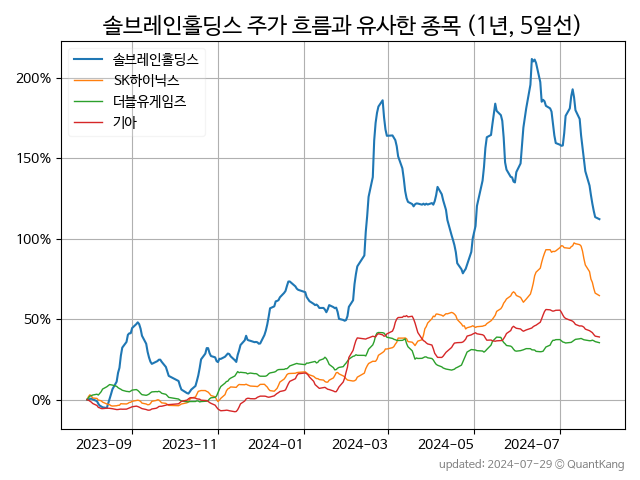 솔브레인홀딩스 주가 흐름과 유사한 종목 (1년, 5일선)
솔브레인홀딩스
SK하이닉스
더블유게임즈
기아
200%
150%
100%
50%
0%
2023-09 2023-11 2024-01 2024-03 2024-05 2024-07
updated: 2024-07-29 © QuantKang